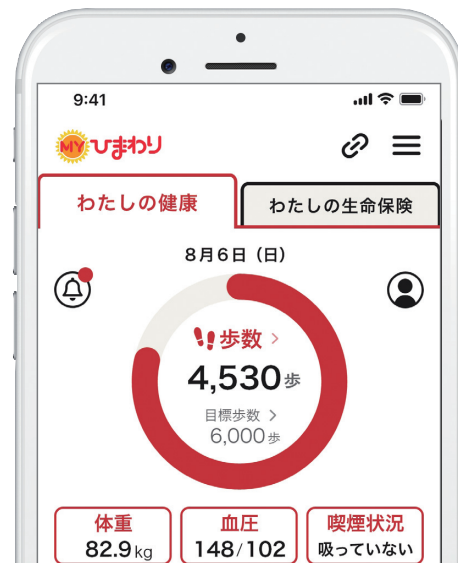 9:41
MYひまわり
わたしの健康
わたしの生命保険
8月6日（日）
歩数 >
4,530歩
目標歩数 >
6,000歩
体重
82.9kg
血圧
148/102
喫煙状況
吸っていない